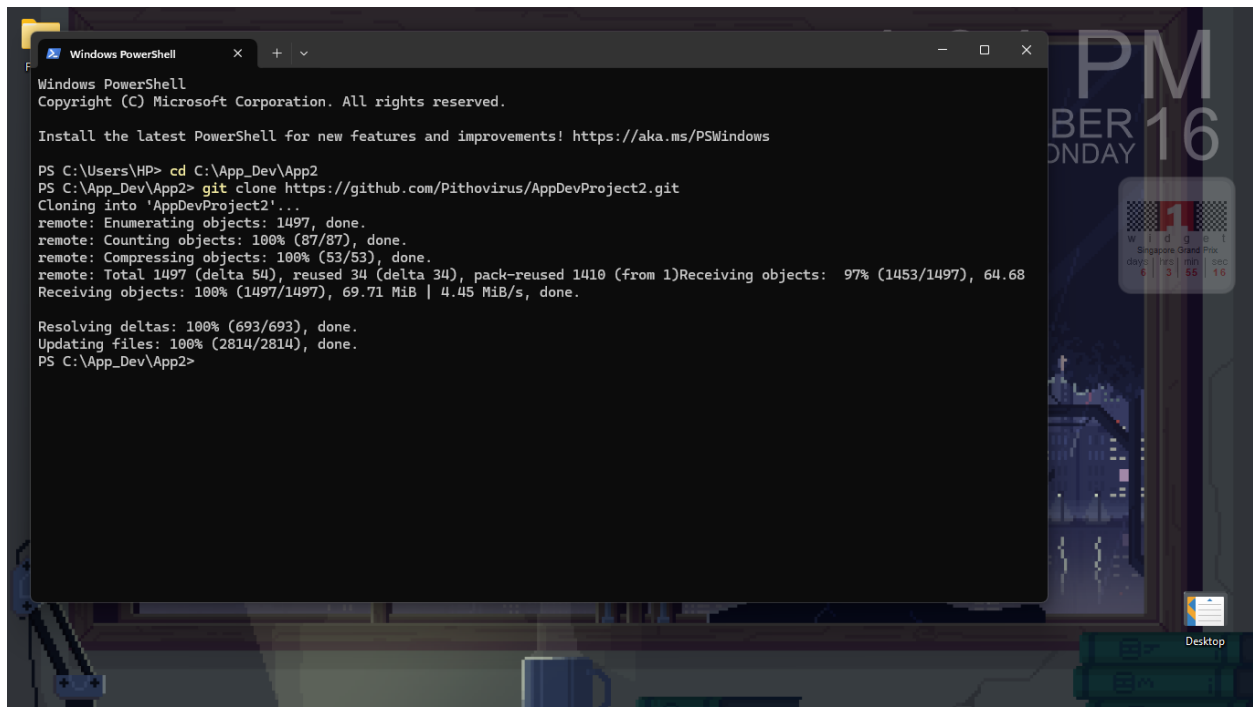 Windows PowerShell
Windows PowerShell
Copyright (C) Microsoft Corporation. All rights reserved.
Install the latest PowerShell for new features and improvements! https://aka.ms/PSWindows
PS C:\Users\HP> cd C:\App_Dev\App2
PS C:\App_Dev\App2> git clone https://github.com/Pithovirus/AppDevProject2.git
Cloning into 'AppDevProject2'...
remote: Enumerating objects: 1497, done.
remote: Counting objects: 100% (87/87), done.
remote: Compressing objects: 100% (53/53), done.
remote: Total 1497 (delta 54), reused 34 (delta 34), pack-reused 1410 (from 1)Receiving objects:  97% (1453/1497), 64.68
Receiving objects: 100% (1497/1497), 69.71 MiB | 4.45 MiB/s, done.
Resolving deltas: 100% (693/693), done.
Updating files: 100% (2814/2814), done.
PS C:\App_Dev\App2>
PM
BER 16
ONDAY
1
widget
Singapore Grand Prix
days | hrs | min | sec
6 | 3 | 55 | 16
Desktop